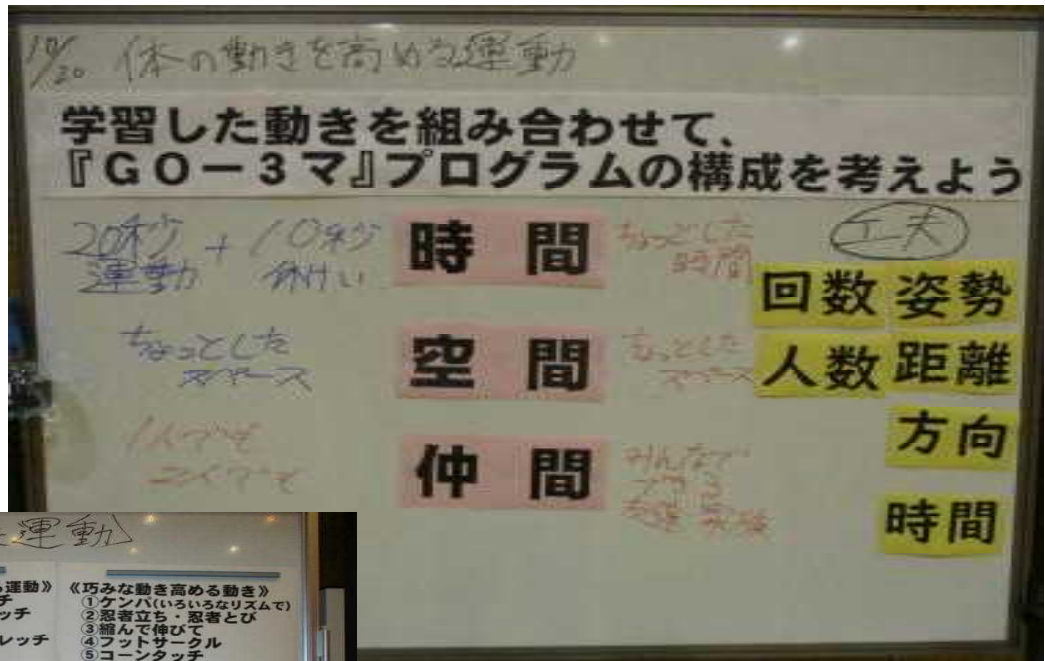 10/20 体の動きを高める運動
学習した動きを組み合わせて、
『GO－3マ』プログラムの構成を考えよう
20秒 + 10秒
運動 休けい
時間
ちょっとした
時間
工夫
回数 姿勢
ちょっとした
スペース
空間
ちょっとした
スペース
人数 距離
1人でも
2人でも
仲間
みんなで
方向
時間
運動
運動》
チ
ッチ
レッチ
《巧みな動き高める動き》
①ケンパ(いろいろなリズムで)
②忍者立ち・忍者とび
③縮んで伸びて
④フットサークル
⑤コーンタッチ